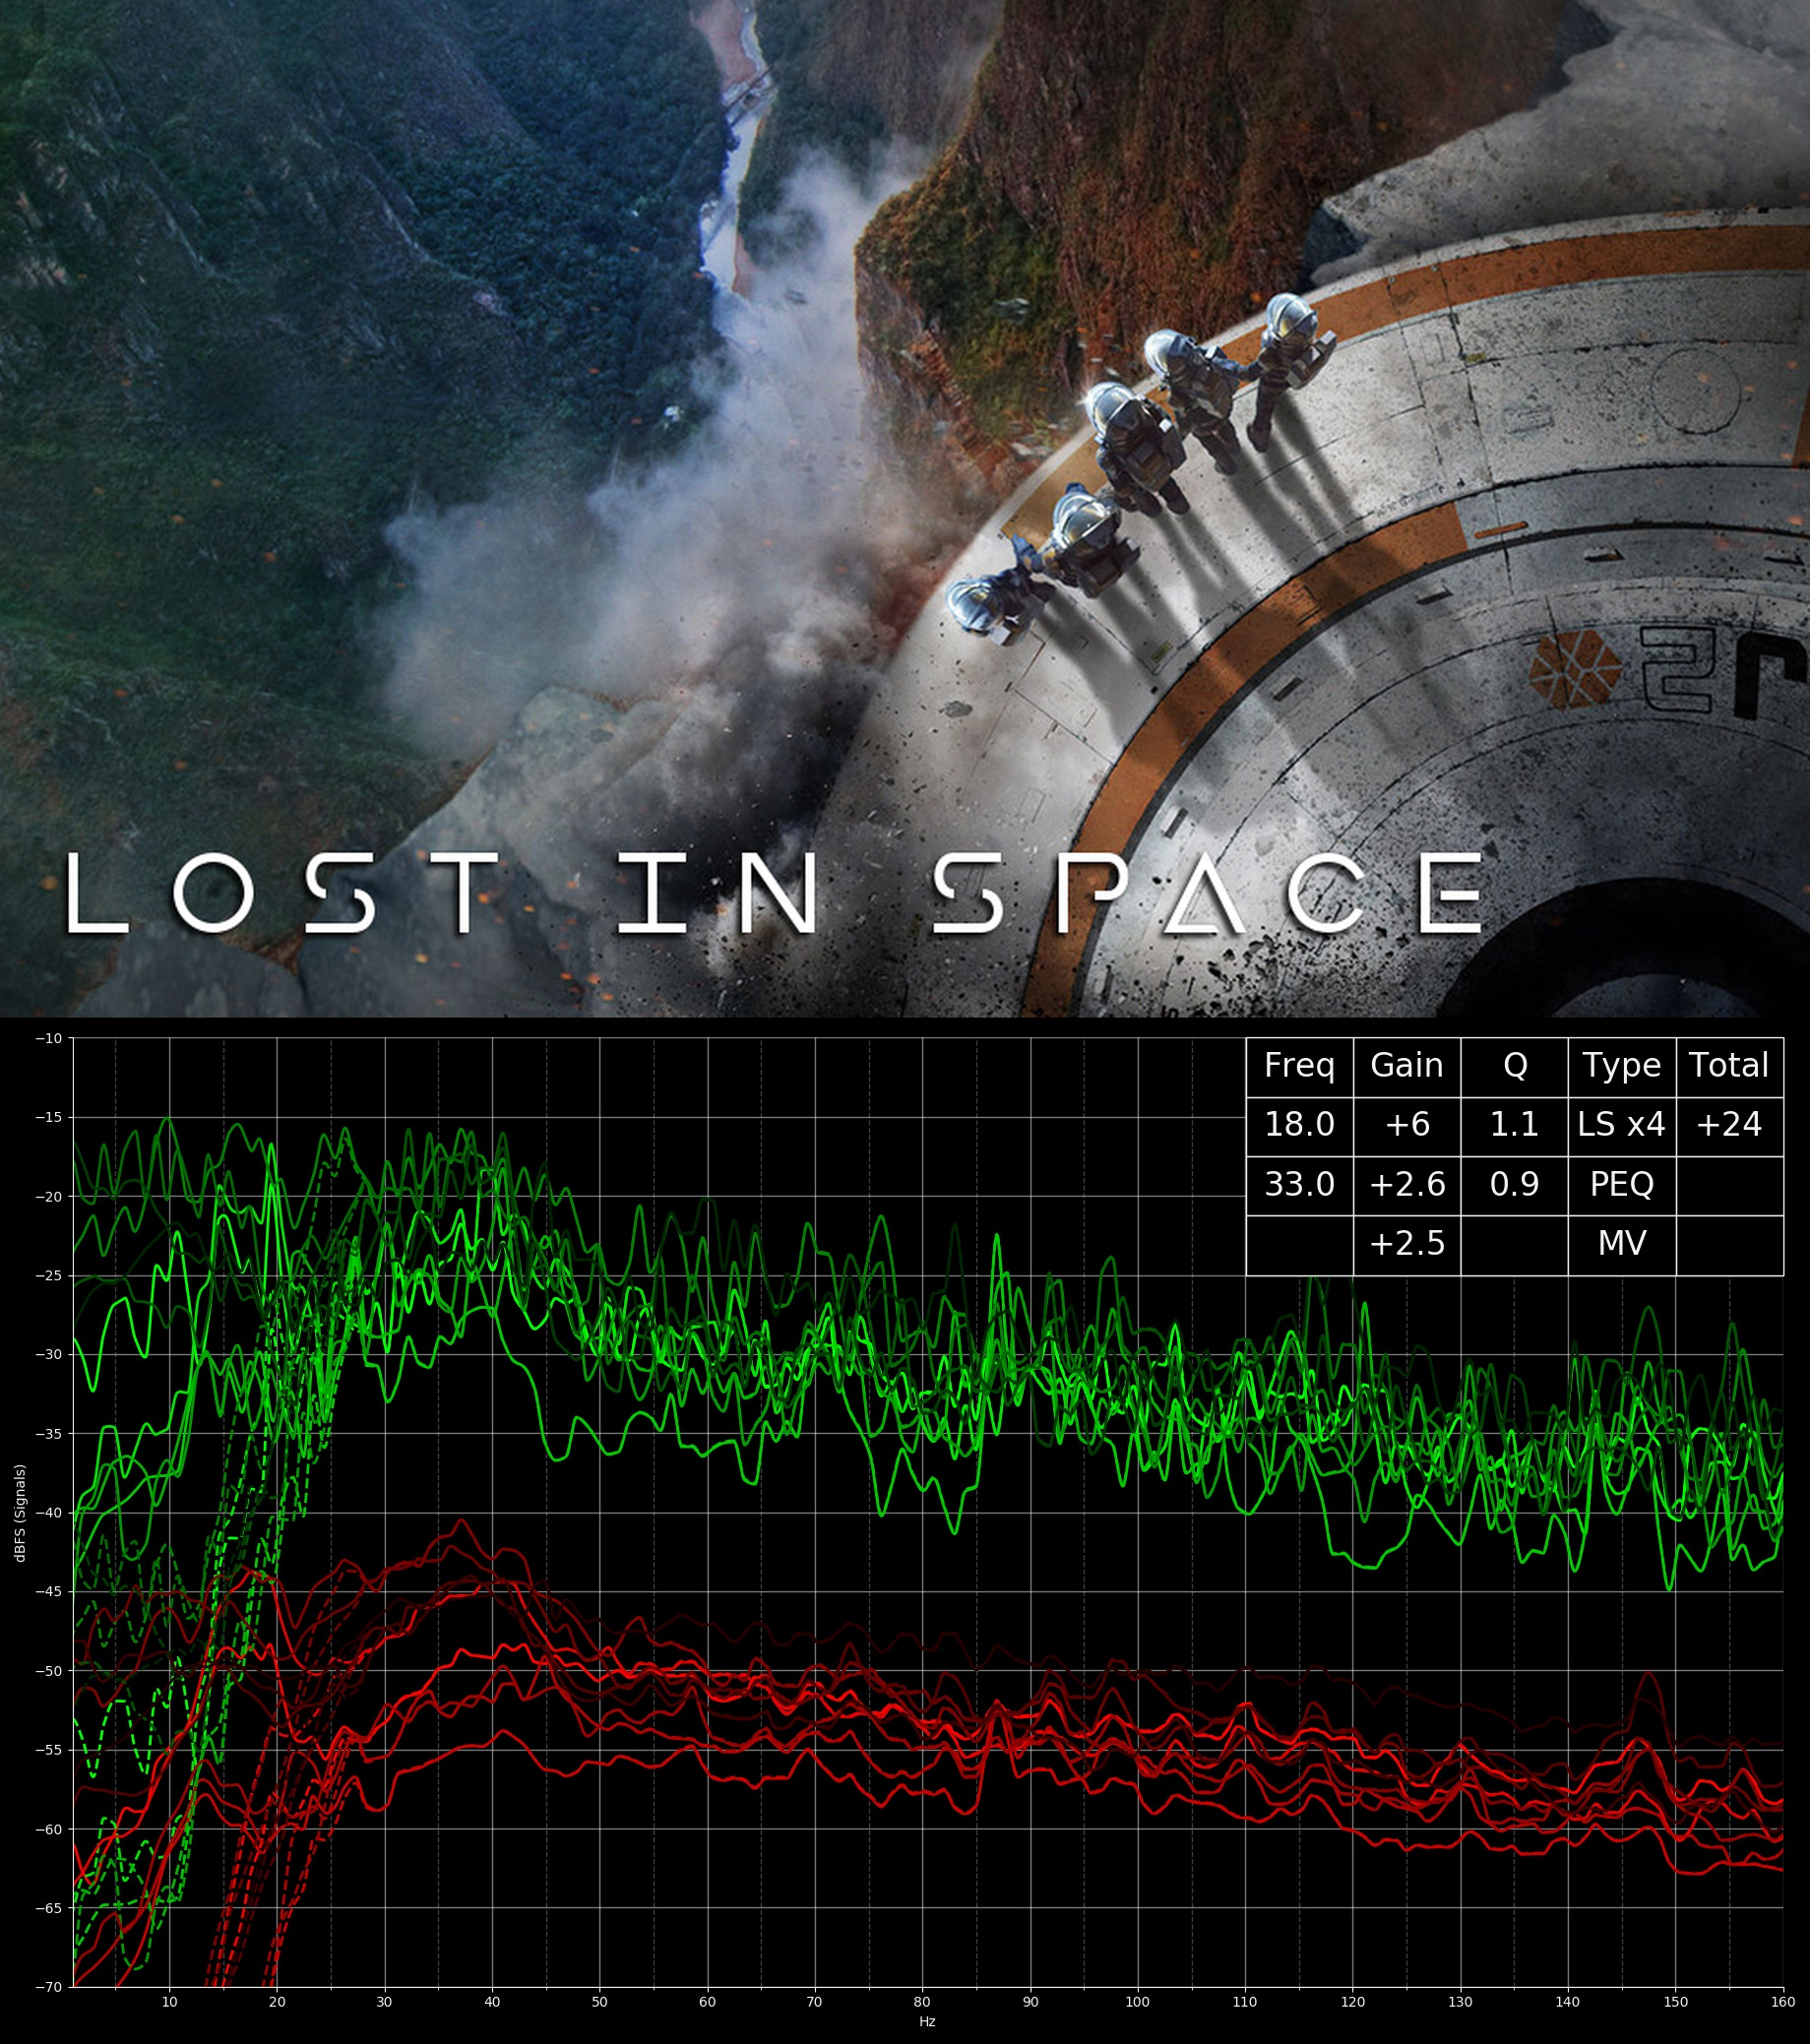 LOST IN SPACE
Freq Gain Q Type Total
18.0 +6 1.1 LS x4 +24
33.0 +2.6 0.9 PEQ
+2.5 MV
−10
−15
−20
−25
−30
−35
−40
−45
−50
−55
−60
−65
−70
dBFS (Signals)
10 20 30 40 50 60 70 80 90 100 110 120 130 140 150 160
Hz